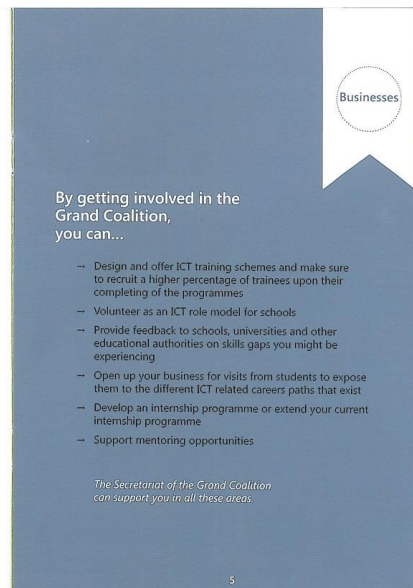 Businesses
By getting involved in the
Grand Coalition,
you can...
→ Design and offer ICT training schemes and make sure
to recruit a higher percentage of trainees upon their
completing of the programmes
→ Volunteer as an ICT role model for schools
→ Provide feedback to schools, universities and other
educational authorities on skills gaps you might be
experiencing
→ Open up your business for visits from students to expose
them to the different ICT related careers paths that exist
→ Develop an internship programme or extend your current
internship programme
→ Support mentoring opportunities
The Secretariat of the Grand Coalition
can support you in all these areas.
5